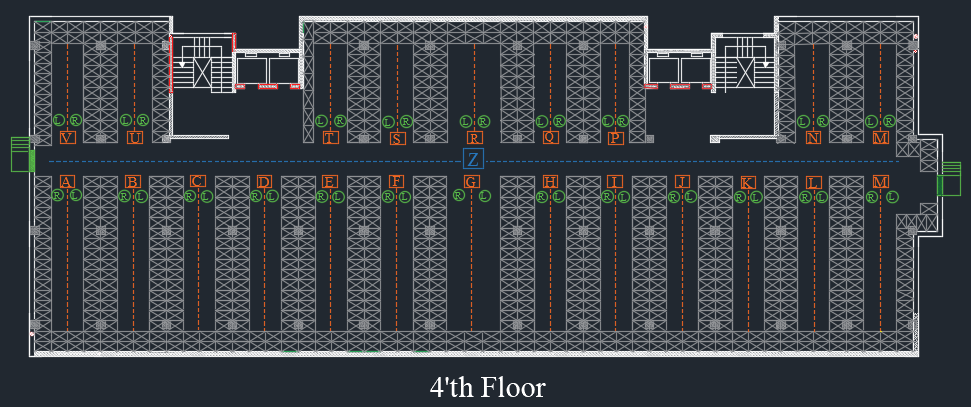 L R L R L R L R L R L R L R L R L R
V U T S R Q P N M
Z
A B C D E F G H I J K L M
R L R L R L R L R L R L R L R L R L R L R L R L R L
4'th Floor